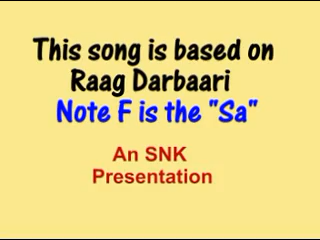 This song is based on
Raag Darbaari
Note F is the "Sa"
An SNK
Presentation